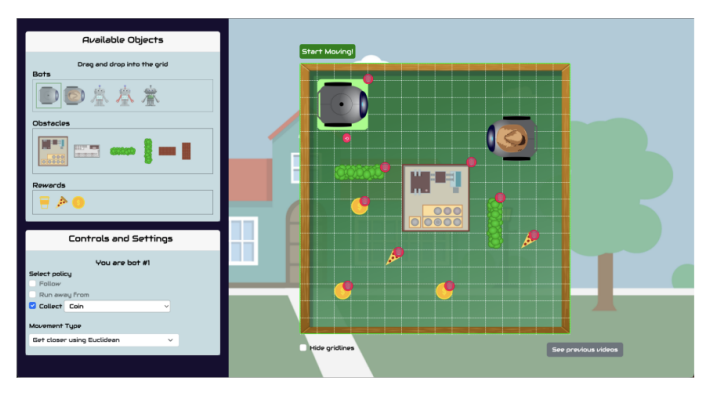 Available Objects
Drag and drop into the grid
Bots
Obstacles
Rewards
Controls and Settings
You are bot #1
Select policy
Follow
Run away from
Collect Coin
Movement Type
Get closer using Euclidean
Start Moving!
Hide gridlines
See previous videos